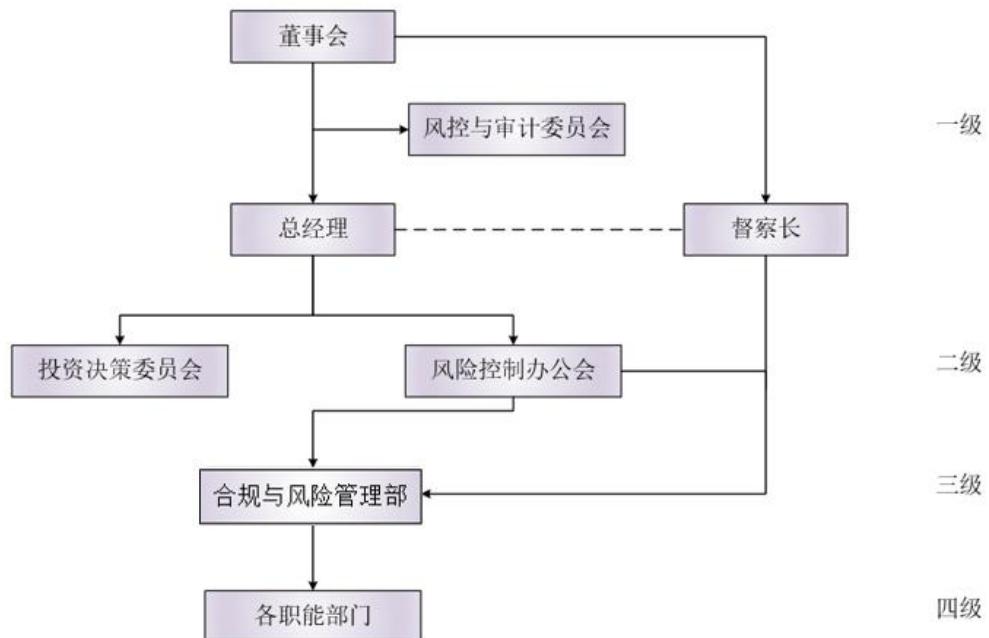 董事会
风控与审计委员会
一级
总经理
督察长
投资决策委员会
风险控制办公会
二级
合规与风险管理部
三级
各职能部门
四级